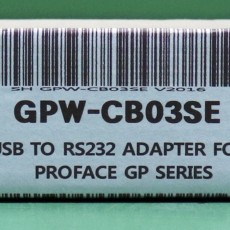 SH GPW-CB03SE V2016
GPW-CB03SE
USB TO RS232 ADAPTER FO
PROFACE GP SERIES